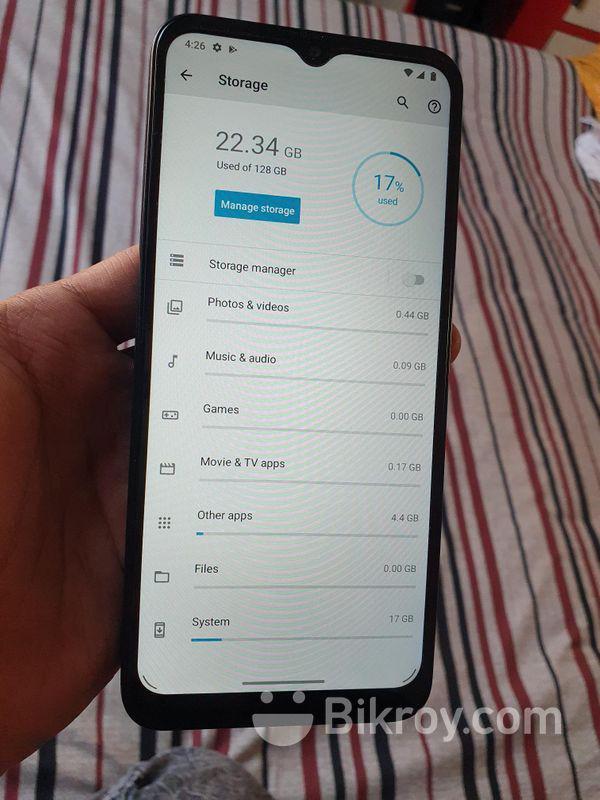 4:26
Storage
22.34 GB
Used of 128 GB
17%
used
Manage storage
Storage manager
Photos & videos 0.44 GB
Music & audio 0.09 GB
Games 0.00 GB
Movie & TV apps 0.17 GB
Other apps 4.4 GB
Files 0.00 GB
System 17 GB
Bikroy.com